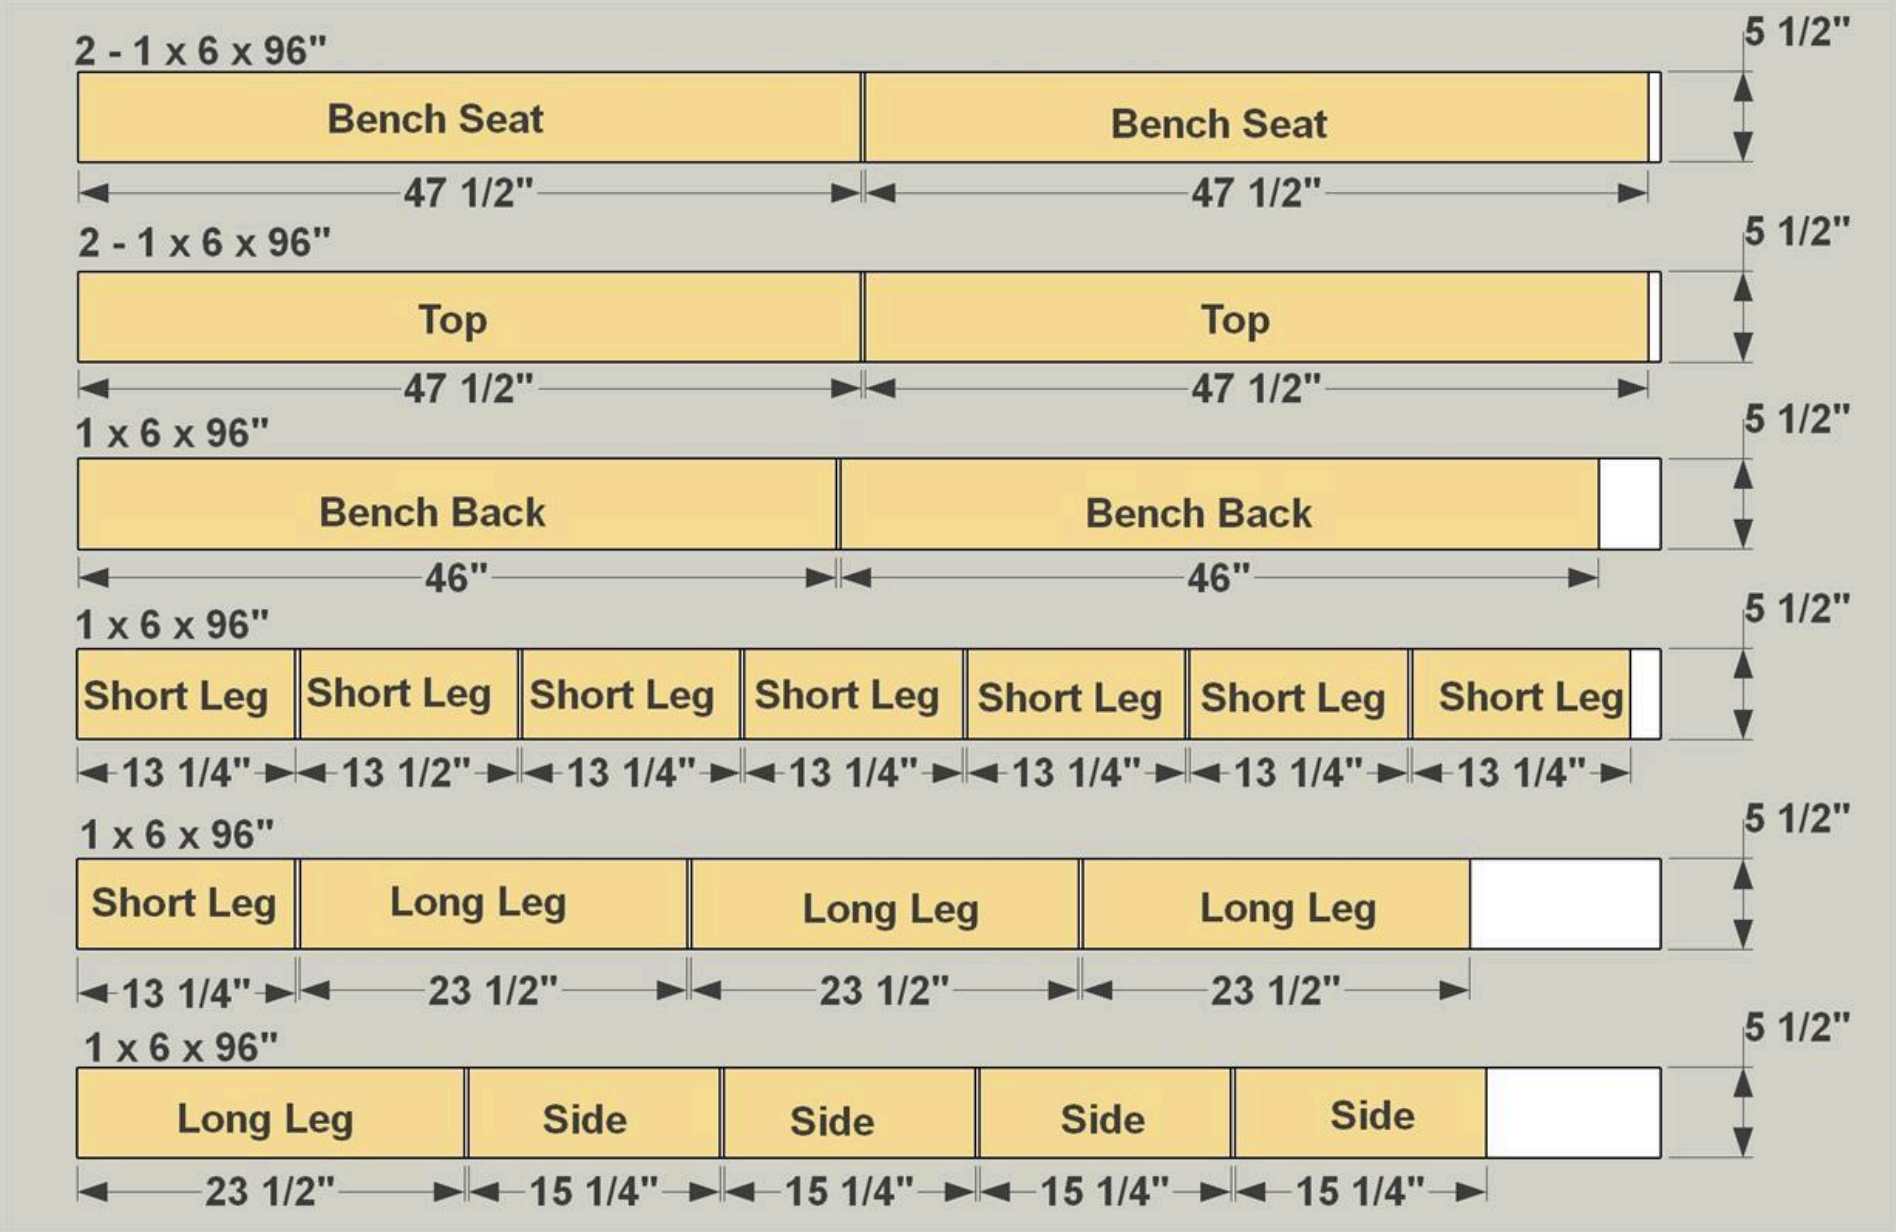 2 - 1 x 6 x 96"
5 1/2"
Bench Seat Bench Seat
47 1/2" 47 1/2"
2 - 1 x 6 x 96"
5 1/2"
Top Top
47 1/2" 47 1/2"
1 x 6 x 96"
5 1/2"
Bench Back Bench Back
46" 46"
1 x 6 x 96"
5 1/2"
Short Leg Short Leg Short Leg Short Leg Short Leg Short Leg Short Leg
13 1/4" 13 1/2" 13 1/4" 13 1/4" 13 1/4" 13 1/4" 13 1/4"
1 x 6 x 96"
5 1/2"
Short Leg Long Leg Long Leg Long Leg
13 1/4" 23 1/2" 23 1/2" 23 1/2"
1 x 6 x 96"
5 1/2"
Long Leg Side Side Side Side
23 1/2" 15 1/4" 15 1/4" 15 1/4" 15 1/4"